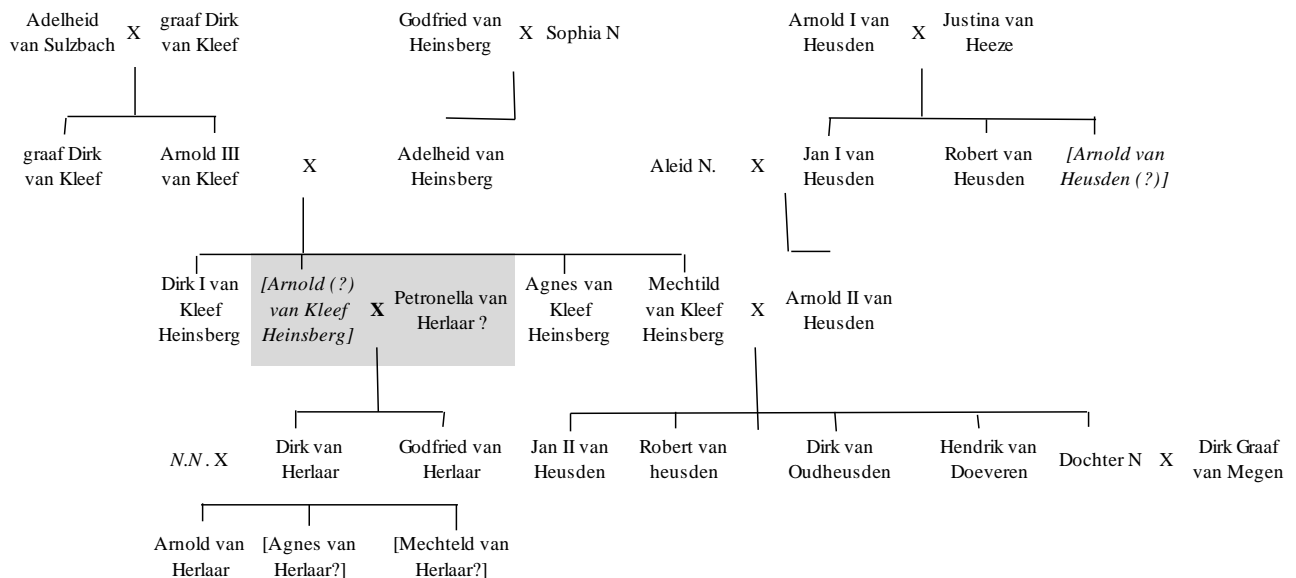 Adelheid
van Sulzbach
X
graaf Dirk
van Kleef
Godfried van
Heinsberg
X
Sophia N
Arnold I van
Heusden
X
Justina van
Heeze
graaf Dirk
van Kleef
Arnold III
van Kleef
X
Adelheid van
Heinsberg
Aleid N.
X
Jan I van
Heusden
Robert van
Heusden
[Arnold van
Heusden (?)]
Dirk I van
Kleef
Heinsberg
[Arnold (?)
van Kleef
Heinsberg]
X
Petronella van
Herlaar ?
Agnes van
Kleef
Heinsberg
Mechtild
van Kleef
Heinsberg
X
Arnold II van
Heusden
N.N. X
Dirk van
Herlaar
Godfried van
Herlaar
Jan II van
Heusden
Robert van
heusden
Dirk van
Oudheusden
Hendrik van
Doeveren
Dochter N
X
Dirk Graaf
van Megen
Arnold van
Herlaar
[Agnes van
Herlaar?]
[Mechteld van
Herlaar?]